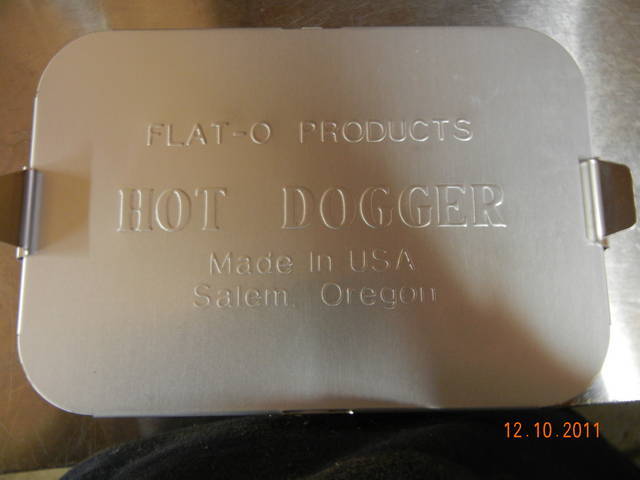 FLAT-O PRODUCTS
HOT DOGGER
Made In USA
Salem, Oregon
12.10.2011